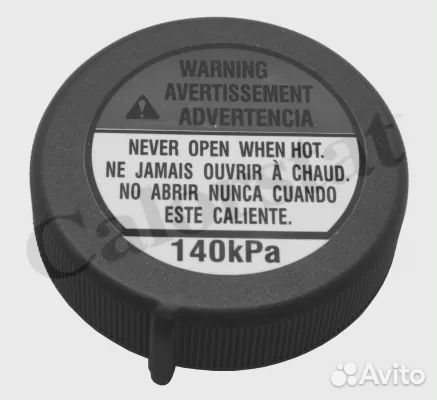 WARNING
AVERTISSEMENT
ADVERTENCIA
NEVER OPEN WHEN HOT.
NE JAMAIS OUVRIR À CHAUD.
NO ABRIR NUNCA CUANDO
ESTE CALIENTE.
140kPa
Calorstat
Avito